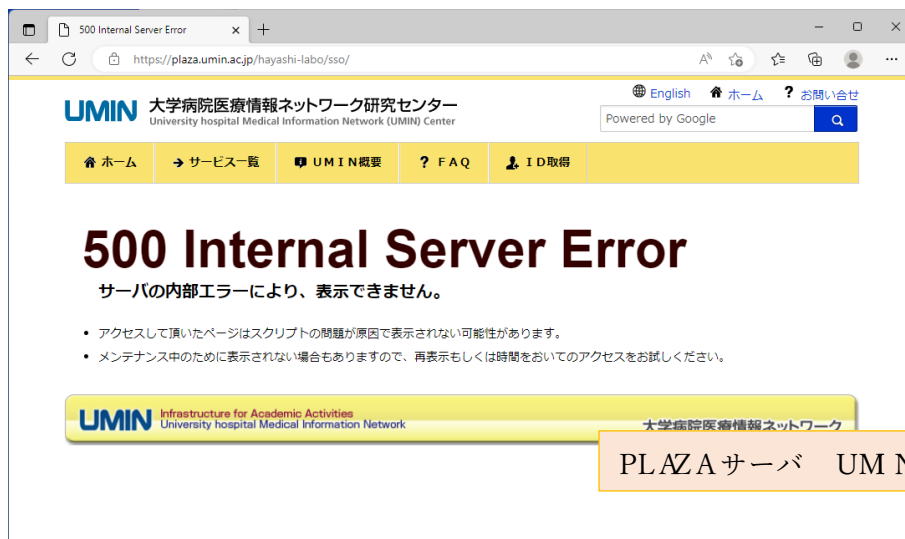 500 Internal Server Error
https://plaza.umin.ac.jp/hayashi-labo/sso/
English ホーム ? お問い合せ
UMIN 大学病院医療情報ネットワーク研究センター
University hospital Medical Information Network (UMIN) Center
Powered by Google
ホーム サービス一覧 UMIN概要 ? FAQ ID取得
500 Internal Server Error
サーバの内部エラーにより、表示できません。
• アクセスして頂いたページはスクリプトの問題が原因で表示されない可能性があります。
• メンテナンス中のために表示されない場合もありますので、再表示もしくは時間をおいてのアクセスをお試しください。
UMIN Infrastructure for Academic Activities
University hospital Medical Information Network
大学病院医療情報ネットワーク
PLAZAサーバ UMIN